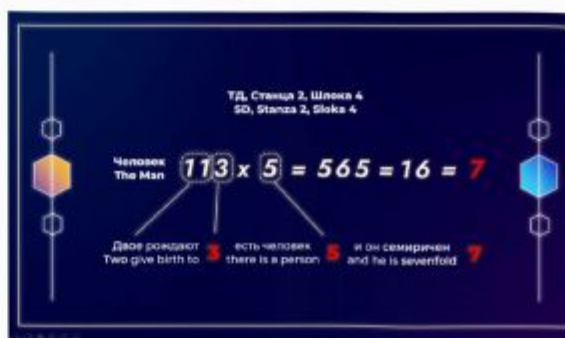 ТД, Станца 2, Шлока 4
SD, Stanza 2, Sloka 4
Человек
The Man
113 x 5 = 565 = 16 = 7
Двое рождают 3 есть человек 5 и он семиричен 7
Two give birth to there is a person and he is sevenfold